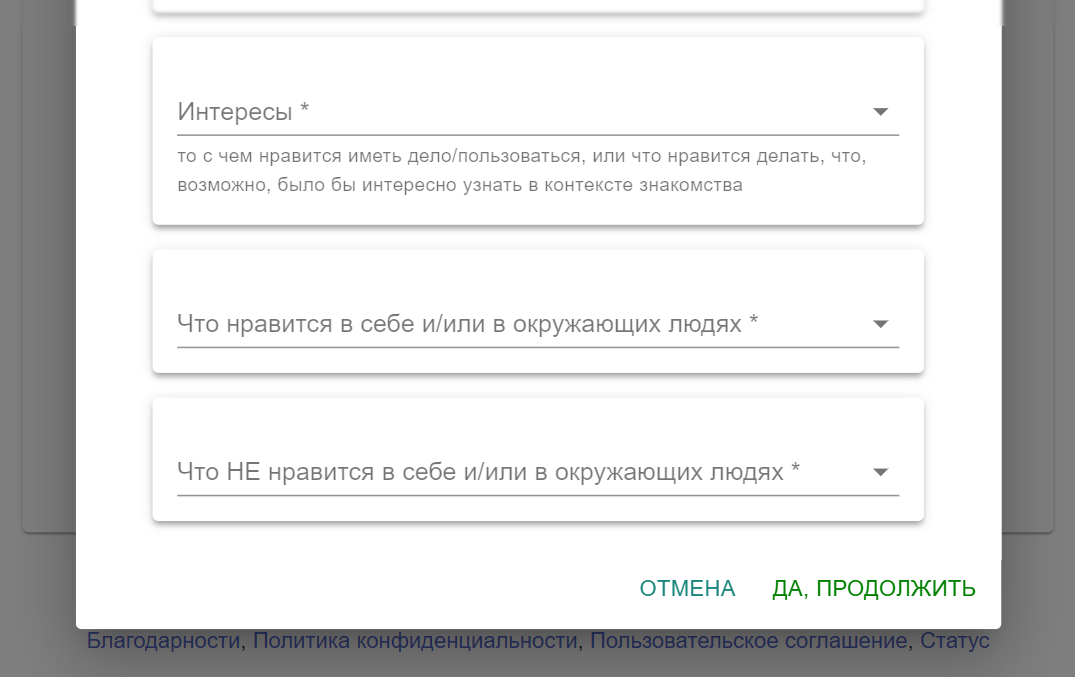 Интересы *
то с чем нравится иметь дело/пользоваться, или что нравится делать, что,
возможно, было бы интересно узнать в контексте знакомства
Что нравится в себе и/или в окружающих людях *
Что НЕ нравится в себе и/или в окружающих людях *
ОТМЕНА ДА, ПРОДОЛЖИТЬ
Благодарности, Политика конфиденциальности, Пользовательское соглашение, Статус